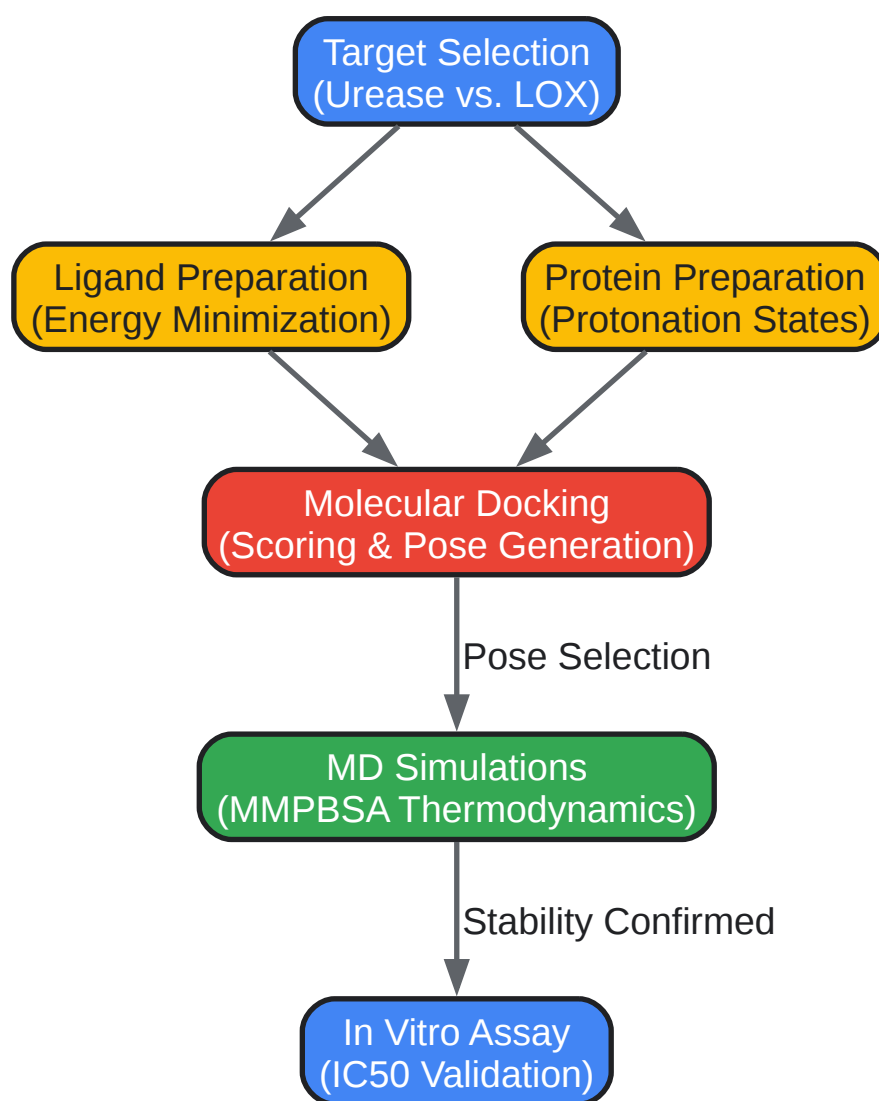 Target Selection
(Urease vs. LOX)
Ligand Preparation
(Energy Minimization)
Protein Preparation
(Protonation States)
Molecular Docking
(Scoring & Pose Generation)
Pose Selection
MD Simulations
(MMPBSA Thermodynamics)
Stability Confirmed
In Vitro Assay
(IC50 Validation)